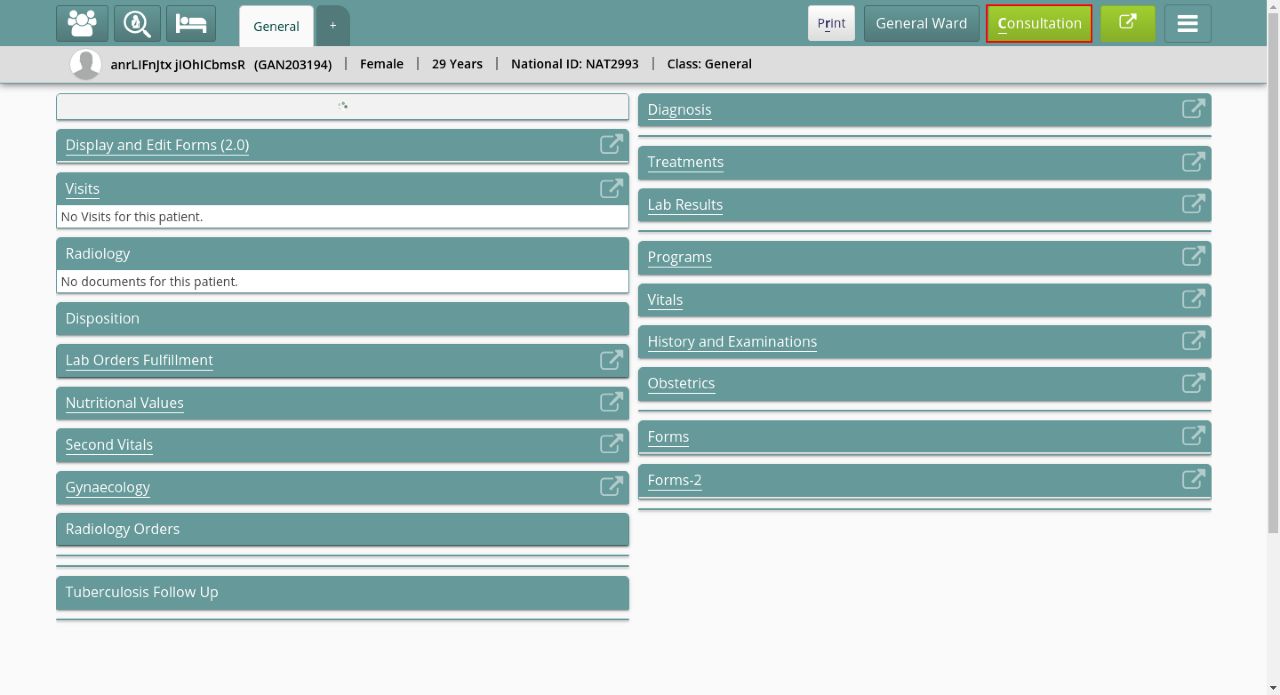 General
+
Print
General Ward
Consultation
anrLIFnJtx jIOhICbmsR (GAN203194) | Female | 29 Years | National ID: NAT2993 | Class: General
Display and Edit Forms (2.0)
Visits
No Visits for this patient.
Radiology
No documents for this patient.
Disposition
Lab Orders Fulfillment
Nutritional Values
Second Vitals
Gynaecology
Radiology Orders
Tuberculosis Follow Up
Diagnosis
Treatments
Lab Results
Programs
Vitals
History and Examinations
Obstetrics
Forms
Forms-2